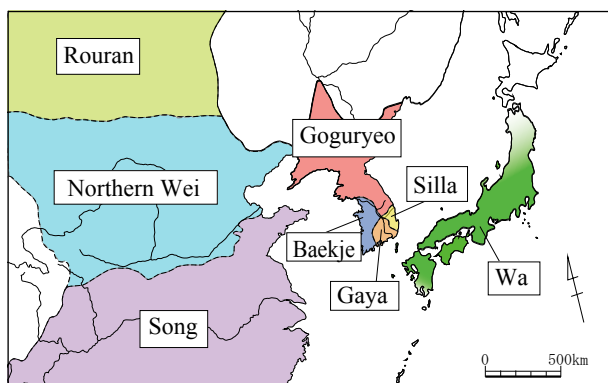 Rouran
Goguryeo
Northern Wei
Silla
Baekje
Gaya
Wa
Song
0 500km